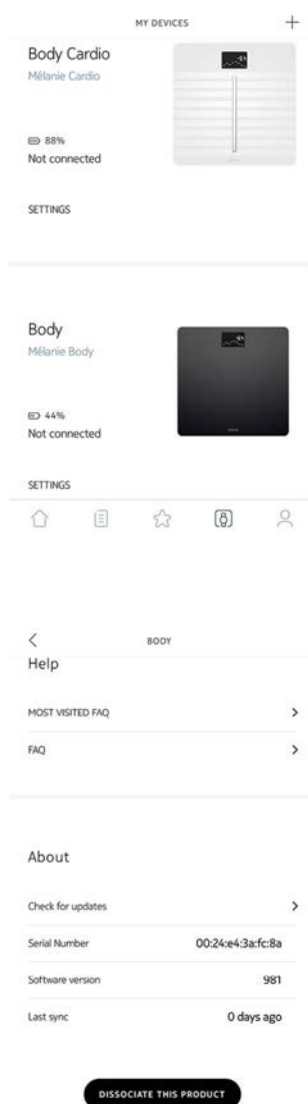 MY DEVICES
Body Cardio
Mélanie Cardio
88%
Not connected
SETTINGS
Body
Mélanie Body
44%
Not connected
SETTINGS
BODY
Help
MOST VISITED FAQ
FAQ
About
Check for updates
Serial Number 00:24:e4:3a:fc:8a
Software version 981
Last sync 0 days ago
DISSOCIATE THIS PRODUCT